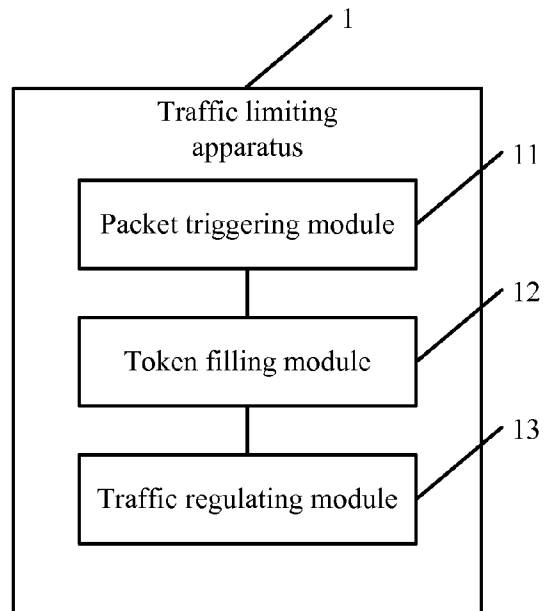 1
Traffic limiting
apparatus
11
Packet triggering module
12
Token filling module
13
Traffic regulating module